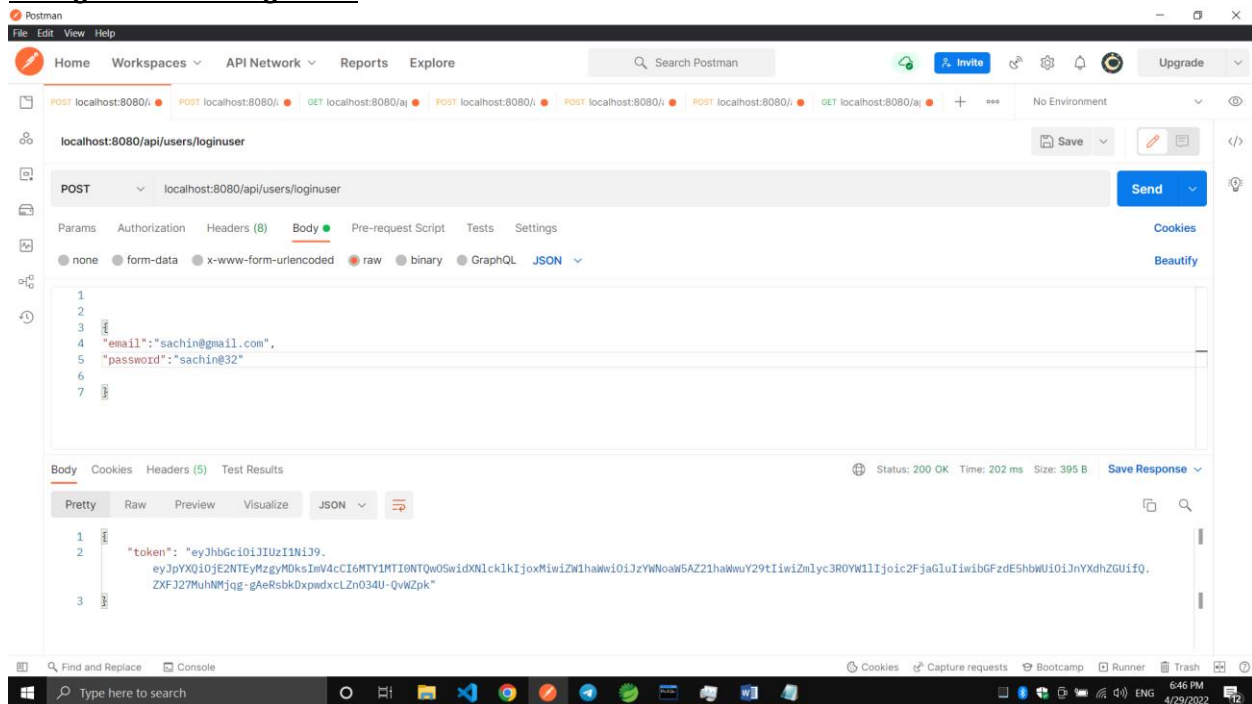 Postman
File Edit View Help
Home Workspaces API Network Reports Explore Search Postman Invite Upgrade
POST localhost:8080/ POST localhost:8080/ GET localhost:8080/a POST localhost:8080/ POST localhost:8080/ POST localhost:8080/ GET localhost:8080/a No Environment
localhost:8080/api/users/loginuser Save
POST localhost:8080/api/users/loginuser Send
Params Authorization Headers (8) Body Pre-request Script Tests Settings Cookies
none form-data x-www-form-urlencoded raw binary GraphQL JSON Beautify
1
2
3 {
4 "email":"sachin@gmail.com",
5 "password":"sachin@32"
6
7 }
Body Cookies Headers (5) Test Results Status: 200 OK Time: 202 ms Size: 395 B Save Response
Pretty Raw Preview Visualize JSON
1 {
2 "token": "eyJhbGciOiJIUzI1NiJ9.
eyJpYXQiOjE2NTEyMzgyMDksImV4cCI6MTY1MTI0NTQwOSwidXNlcklkIjoxMiwiZW1haWwiOiJzYWNoaW5AZ21haWwuY29tIiwiZmlyc3ROYW1lIjoic2FjaGluIiwibGFzdE5hbWUiOiJnYXdhZGUifQ.
ZXFJ27MuhNMjqg-gAeRsbkDxpwdxcLZnO34U-QvWZpk"
3 }
Find and Replace Console Cookies Capture requests Bootcamp Runner Trash
Type here to search ENG 6:46 PM
4/29/2022 12